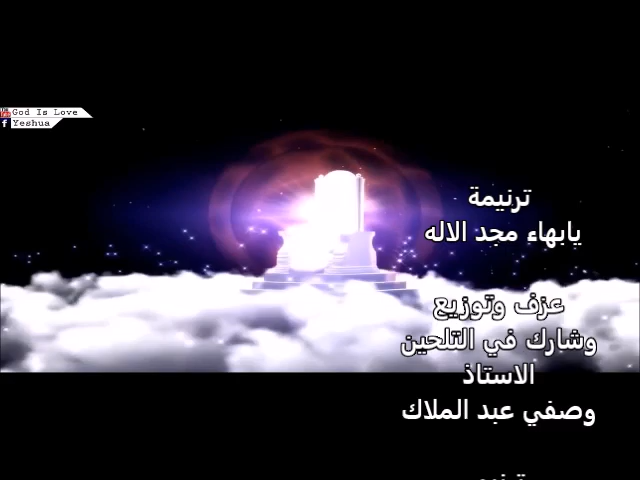 God Is Love
Yeshua
ترنيمة
يابهاء مجد الاله
عزف وتوزيع
وشارك في التلحين
الاستاذ
وصفي عبد الملاك